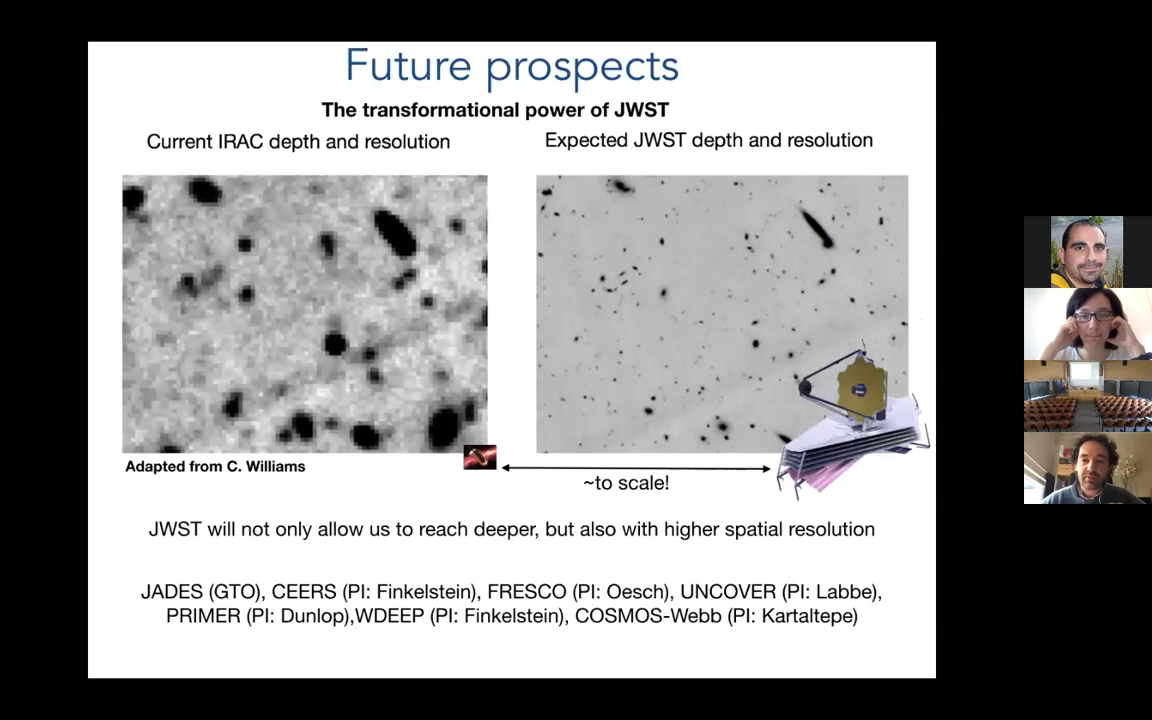 Future prospects
The transformational power of JWST
Current IRAC depth and resolution
Expected JWST depth and resolution
Adapted from C. Williams
~to scale!
JWST will not only allow us to reach deeper, but also with higher spatial resolution
JADES (GTO), CEERS (PI: Finkelstein), FRESCO (PI: Oesch), UNCOVER (PI: Labbe),
PRIMER (PI: Dunlop),WDEEP (PI: Finkelstein), COSMOS-Webb (PI: Kartaltepe)